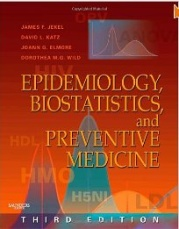 JAMES F. JEKEL
DAVID L. KATZ
JOANN G. ELMORE
DOROTHEA M.G. WILD
EPIDEMIOLOGY,
BIOSTATISTICS, and
PREVENTIVE
MEDICINE
HDL
LDL
HMO
H5N1
THIRD EDITION